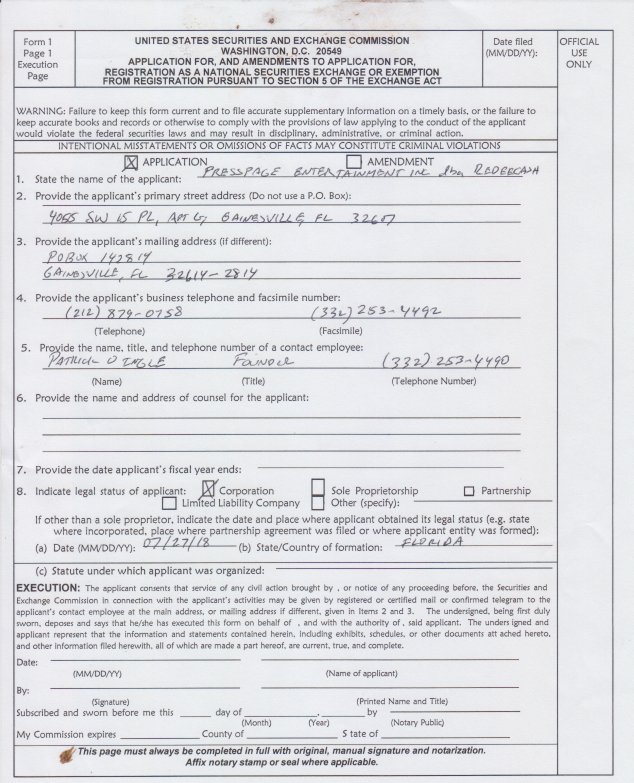 Form 1
Page 1
Execution
Page
UNITED STATES SECURITIES AND EXCHANGE COMMISSION
WASHINGTON, D.C. 20549
APPLICATION FOR, AND AMENDMENTS TO APPLICATION FOR,
REGISTRATION AS A NATIONAL SECURITIES EXCHANGE OR EXEMPTION
FROM REGISTRATION PURSUANT TO SECTION 5 OF THE EXCHANGE ACT
Date filed
(MM/DD/YY):
OFFICIAL
USE
ONLY
WARNING: Failure to keep this form current and to file accurate supplementary information on a timely basis, or the failure to
keep accurate books and records or otherwise to comply with the provisions of law applying to the conduct of the applicant
would violate the federal securities laws and may result in disciplinary, administrative, or criminal action.
INTENTIONAL MISSTATEMENTS OR OMISSIONS OF FACTS MAY CONSTITUTE CRIMINAL VIOLATIONS
X APPLICATION AMENDMENT
1. State the name of the applicant: PRESSPAGE ENTERTAINMENT INC dba REDEECASH
2. Provide the applicant's primary street address (Do not use a P.O. Box):
4055 SW 15 PL, APT GAINESVILLE, FL 32607
3. Provide the applicant's mailing address (if different):
PO BOX 142814
GAINESVILLE, FL 32614-2814
4. Provide the applicant's business telephone and facsimile number:
(212) 879-0758 (332) 253-4492
(Telephone) (Facsimile)
5. Provide the name, title, and telephone number of a contact employee:
PATRICK O INGLE FOUNDER (332) 253-4490
(Name) (Title) (Telephone Number)
6. Provide the name and address of counsel for the applicant:
7. Provide the date applicant's fiscal year ends:
8. Indicate legal status of applicant: X Corporation Sole Proprietorship Partnership
Limited Liability Company Other (specify):
If other than a sole proprietor, indicate the date and place where applicant obtained its legal status (e.g. state
where incorporated, place where partnership agreement was filed or where applicant entity was formed):
(a) Date (MM/DD/YY): 07/27/18 (b) State/Country of formation: FLORIDA
(c) Statute under which applicant was organized:
EXECUTION: The applicant consents that service of any civil action brought by , or notice of any proceeding before, the Securities and
Exchange Commission in connection with the applicant's activities may be given by registered or certified mail or confirmed telegram to the
applicant's contact employee at the main address, or mailing address if different, given in Items 2 and 3. The undersigned, being first duly
sworn, deposes and says that he/she has executed this form on behalf of , and with the authority of , said applicant. The unders igned and
applicant represent that the information and statements contained herein, including exhibits, schedules, or other documents att ached hereto,
and other information filed herewith, all of which are made a part hereof, are current, true, and complete.
Date:
(MM/DD/YY) (Name of applicant)
By:
(Signature) (Printed Name and Title)
Subscribed and sworn before me this day of , by
(Month) (Year) (Notary Public)
My Commission expires County of S tate of
This page must always be completed in full with original, manual signature and notarization.
Affix notary stamp or seal where applicable.